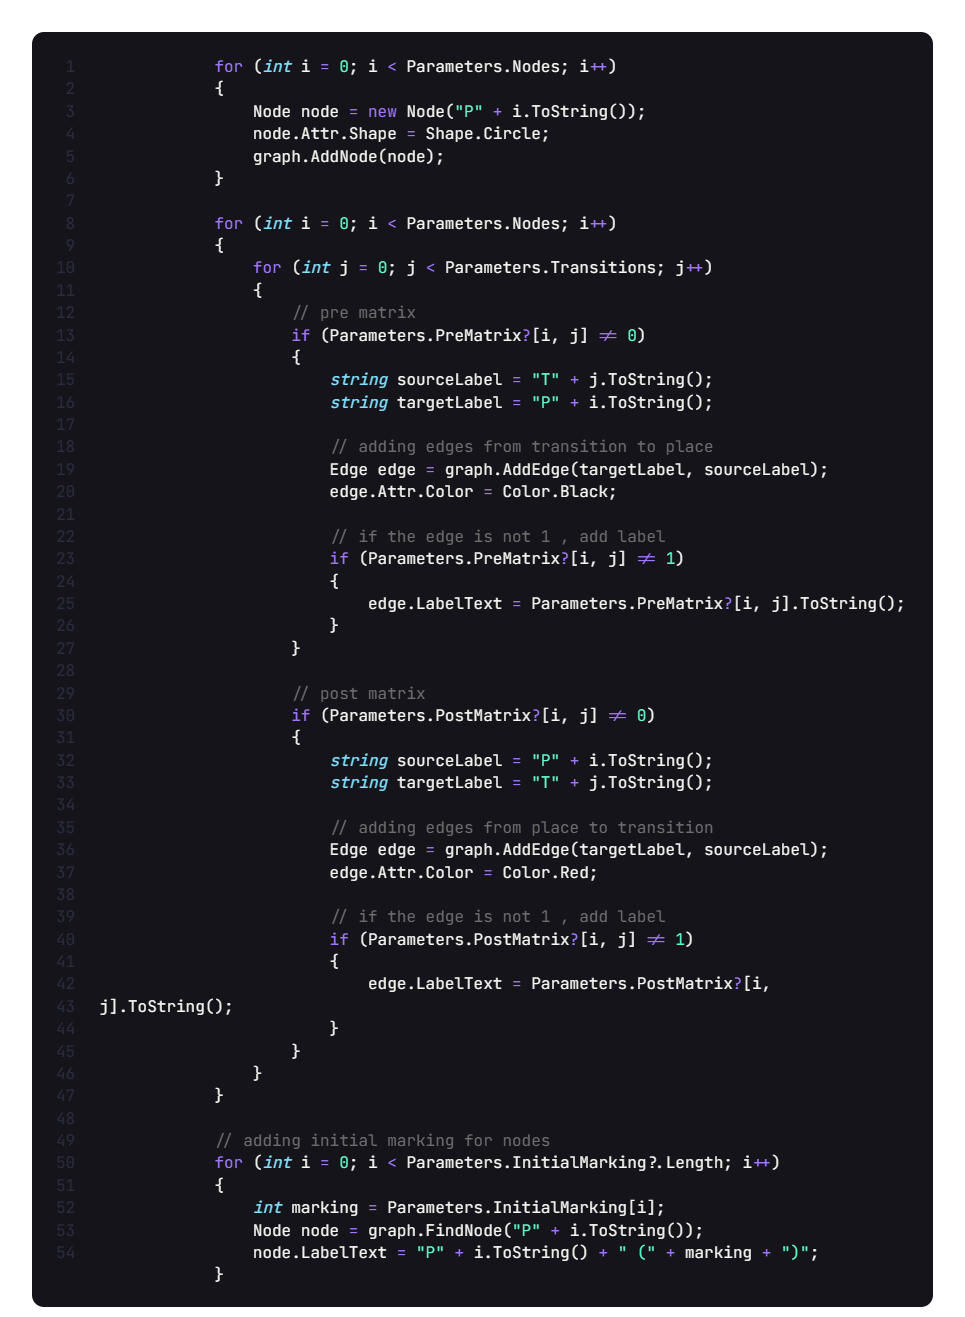 1 for (int i = 0; i < Parameters.Nodes; i++)
2 {
3 Node node = new Node("P" + i.ToString());
4 node.Attr.Shape = Shape.Circle;
5 graph.AddNode(node);
6 }
7
8 for (int i = 0; i < Parameters.Nodes; i++)
9 {
10 for (int j = 0; j < Parameters.Transitions; j++)
11 {
12 // pre matrix
13 if (Parameters.PreMatrix?[i, j] != 0)
14 {
15 string sourceLabel = "T" + j.ToString();
16 string targetLabel = "P" + i.ToString();
17
18 // adding edges from transition to place
19 Edge edge = graph.AddEdge(targetLabel, sourceLabel);
20 edge.Attr.Color = Color.Black;
21
22 // if the edge is not 1 , add label
23 if (Parameters.PreMatrix?[i, j] != 1)
24 {
25 edge.LabelText = Parameters.PreMatrix?[i, j].ToString();
26 }
27 }
28
29 // post matrix
30 if (Parameters.PostMatrix?[i, j] != 0)
31 {
32 string sourceLabel = "P" + i.ToString();
33 string targetLabel = "T" + j.ToString();
34
35 // adding edges from place to transition
36 Edge edge = graph.AddEdge(targetLabel, sourceLabel);
37 edge.Attr.Color = Color.Red;
38
39 // if the edge is not 1 , add label
40 if (Parameters.PostMatrix?[i, j] != 1)
41 {
42 edge.LabelText = Parameters.PostMatrix?[i,
43 j].ToString();
44 }
45 }
46 }
47 }
48
49 // adding initial marking for nodes
50 for (int i = 0; i < Parameters.InitialMarking?.Length; i++)
51 {
52 int marking = Parameters.InitialMarking[i];
53 Node node = graph.FindNode("P" + i.ToString());
54 node.LabelText = "P" + i.ToString() + " (" + marking + ")";
}